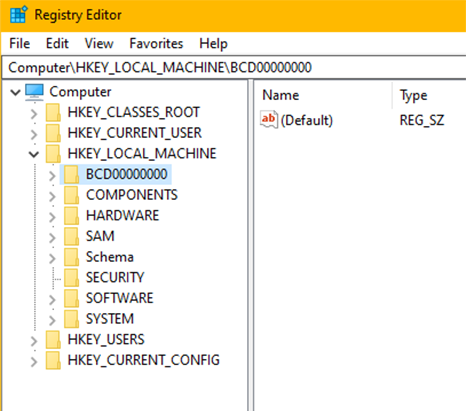 Registry Editor
File Edit View Favorites Help
Computer\HKEY_LOCAL_MACHINE\BCD00000000
Computer
HKEY_CLASSES_ROOT
HKEY_CURRENT_USER
HKEY_LOCAL_MACHINE
BCD00000000
COMPONENTS
HARDWARE
SAM
Schema
SECURITY
SOFTWARE
SYSTEM
HKEY_USERS
HKEY_CURRENT_CONFIG
Name Type
ab (Default) REG_SZ